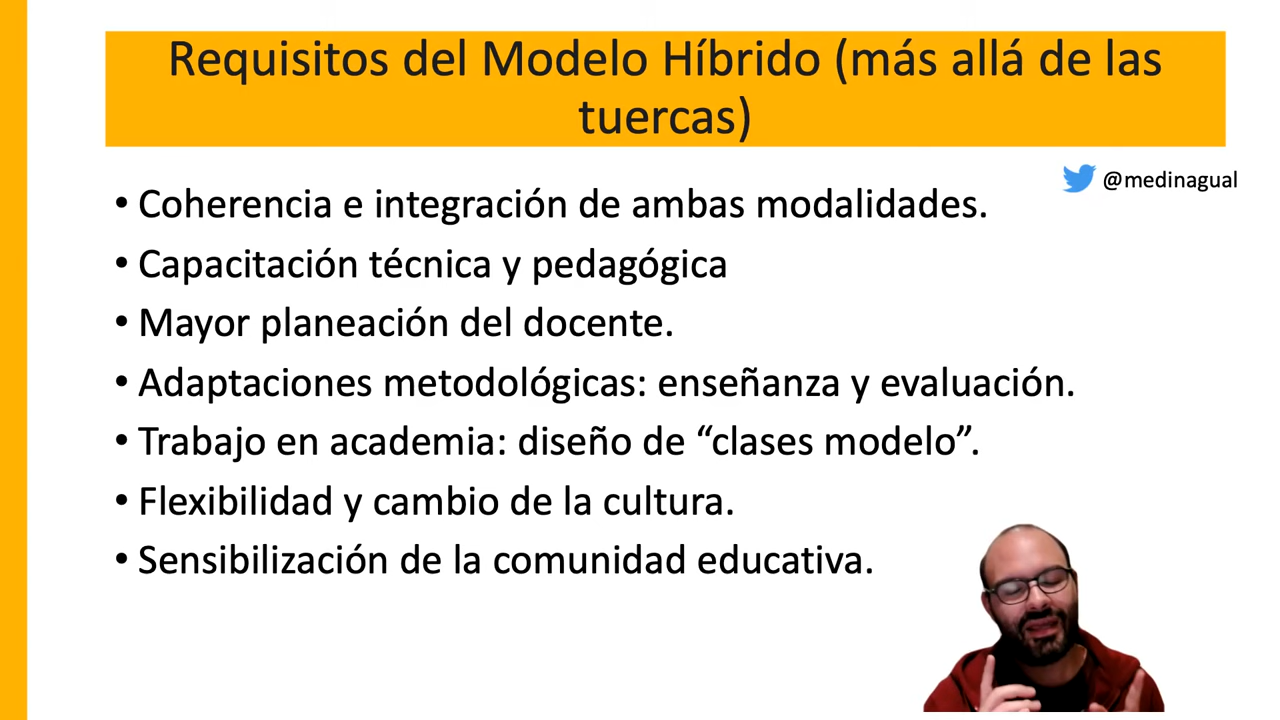 Requisitos del Modelo Híbrido (más allá de las
tuercas)
@medinagual
• Coherencia e integración de ambas modalidades.
• Capacitación técnica y pedagógica
• Mayor planeación del docente.
• Adaptaciones metodológicas: enseñanza y evaluación.
• Trabajo en academia: diseño de “clases modelo”.
• Flexibilidad y cambio de la cultura.
• Sensibilización de la comunidad educativa.